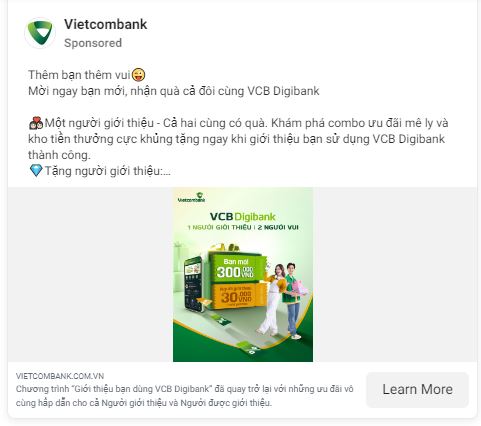 Vietcombank
Sponsored
Thêm bạn thêm vui😜
Mời ngay bạn mới, nhận quà cả đôi cùng VCB Digibank
💑Một người giới thiệu - Cả hai cùng có quà. Khám phá combo ưu đãi mê ly và
kho tiền thưởng cực khủng tặng ngay khi giới thiệu bạn sử dụng VCB Digibank
thành công.
💎Tặng người giới thiệu:...
Vietcombank
VCB Digibank
1 NGƯỜI GIỚI THIỆU : 2 NGƯỜI VUI
Bạn mới
300.000 VND
Người giới thiệu
30.000 VND
VIETCOMBANK.COM.VN
Chương trình “Giới thiệu bạn dùng VCB Digibank” đã quay trở lại với những ưu đãi vô
cùng hấp dẫn cho cả Người giới thiệu và Người được giới thiệu.
Learn More